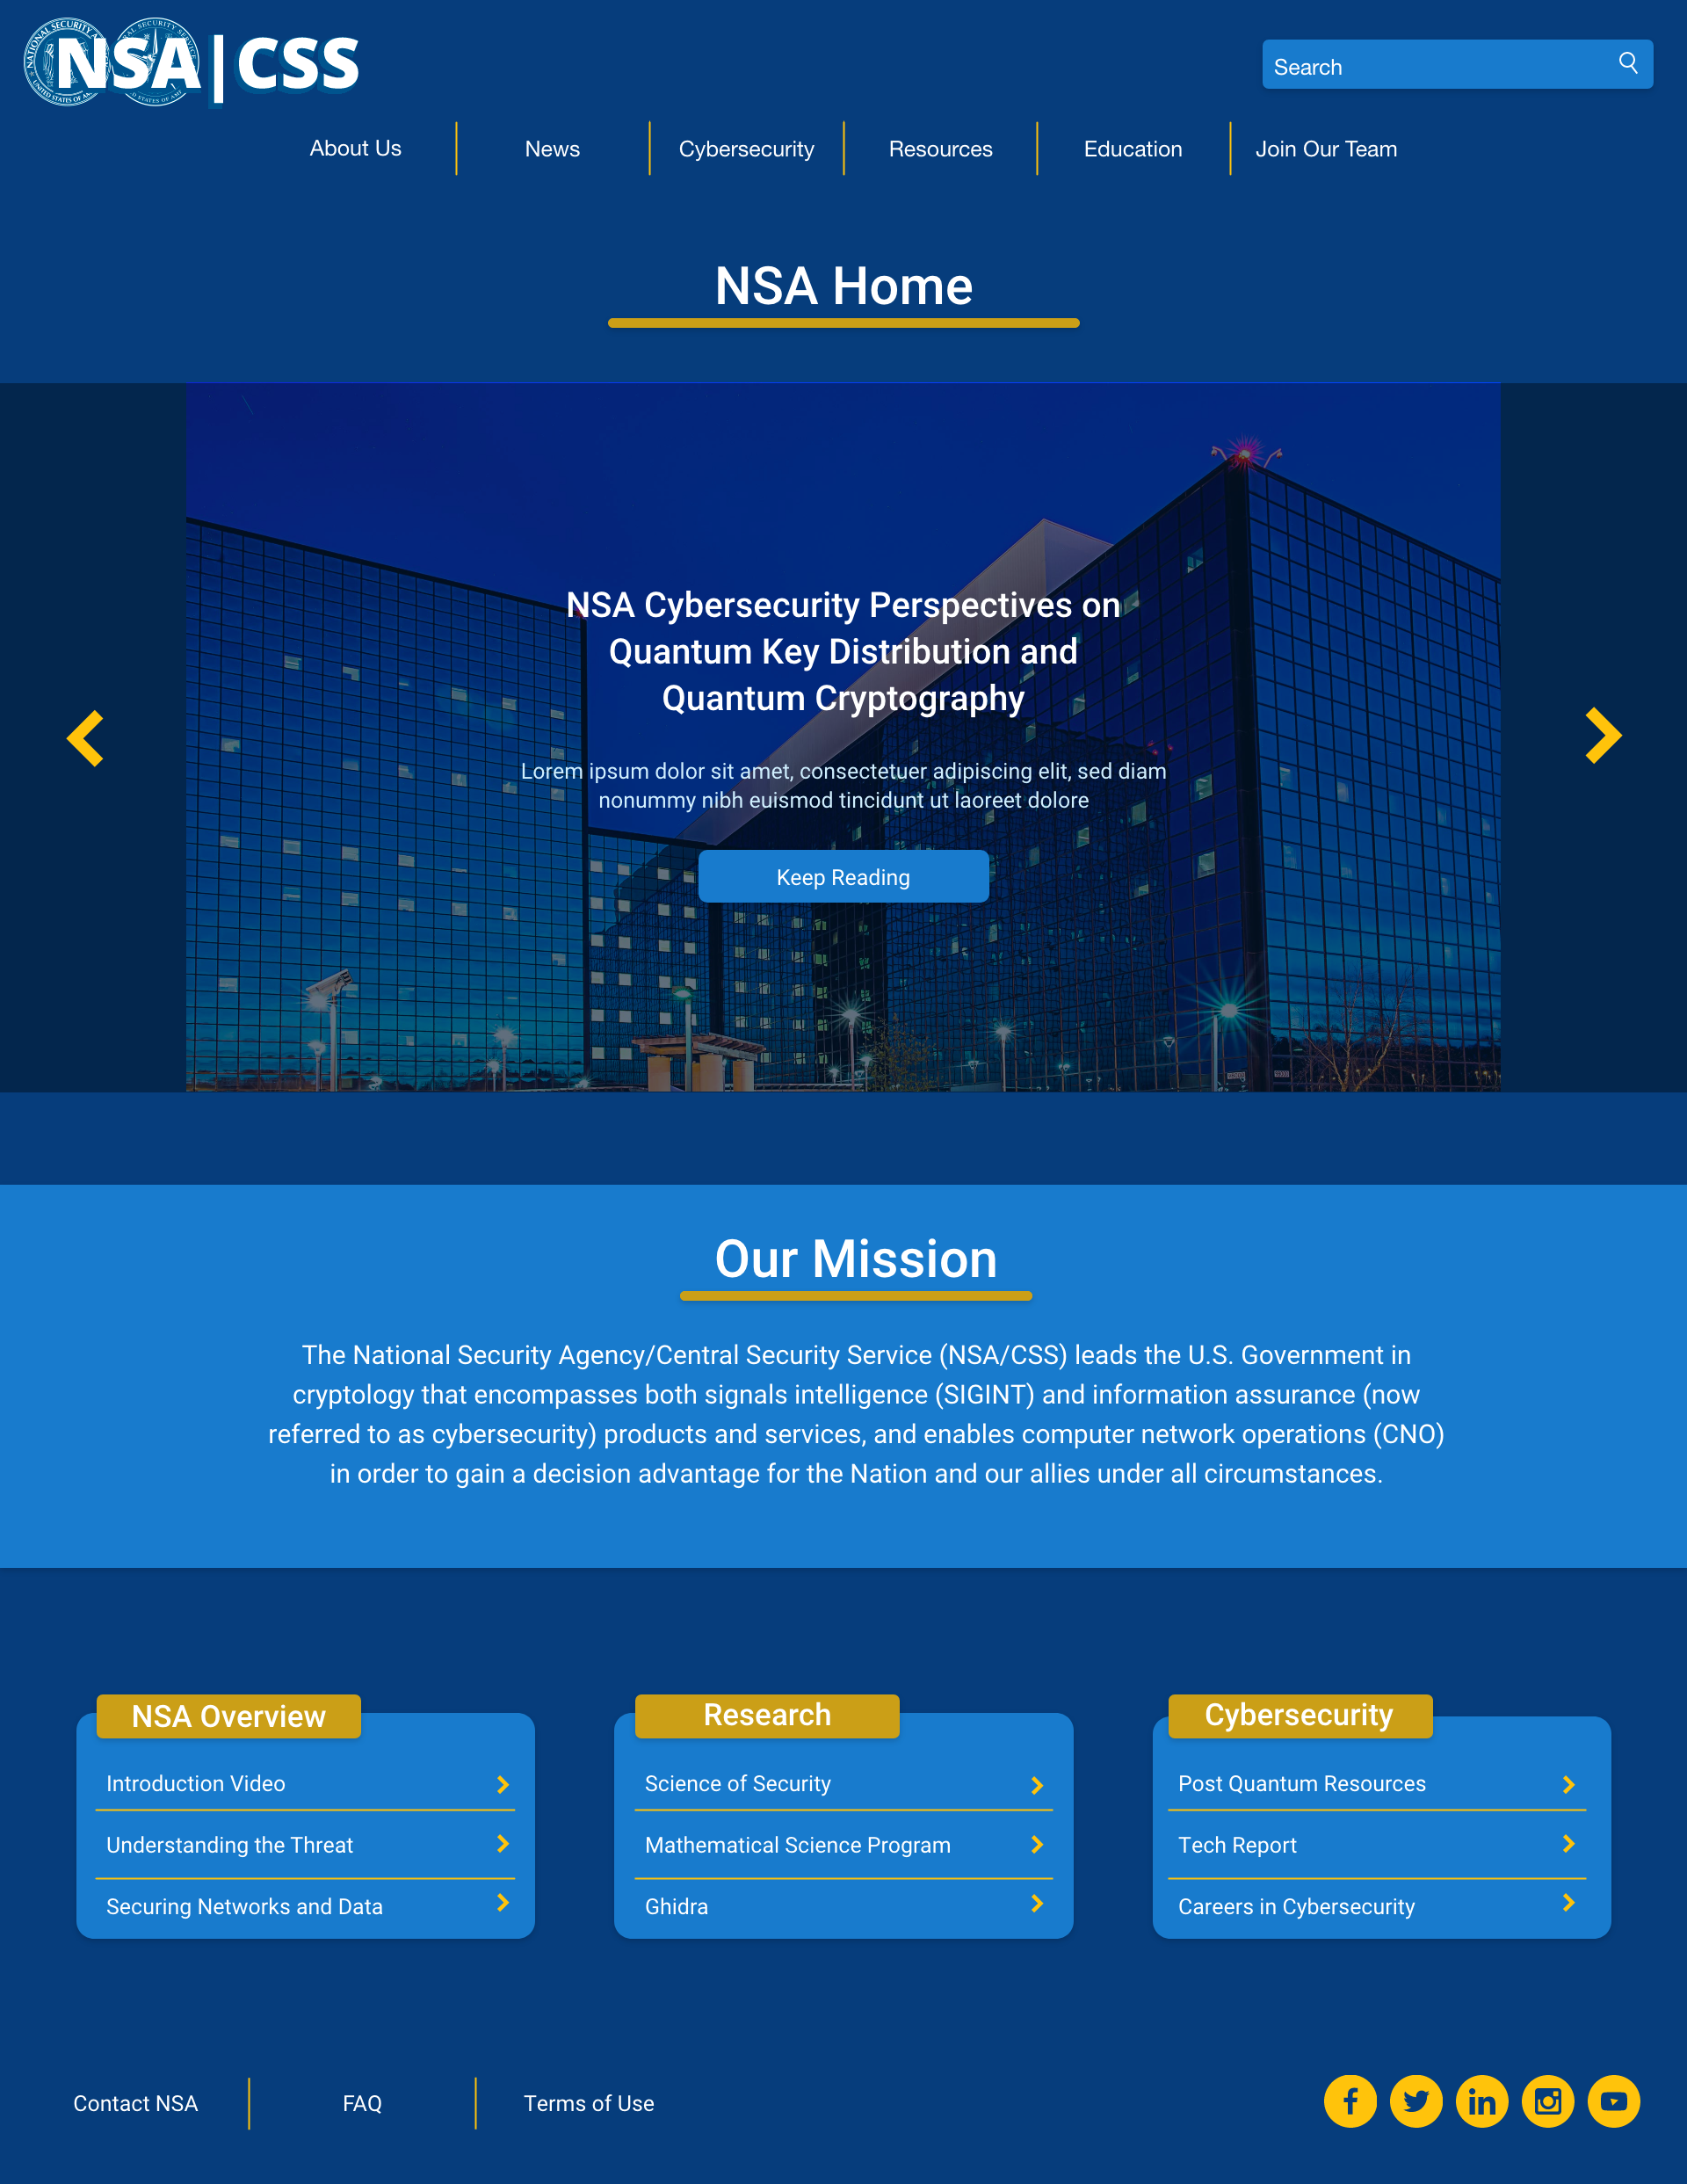 NSA|CSS
Search
About Us
News
Cybersecurity
Resources
Education
Join Our Team
NSA Home
NSA Cybersecurity Perspectives on
Quantum Key Distribution and
Quantum Cryptography
Lorem ipsum dolor sit amet, consectetuer adipiscing elit, sed diam
nonummy nibh euismod tincidunt ut laoreet dolore
Keep Reading
Our Mission
The National Security Agency/Central Security Service (NSA/CSS) leads the U.S. Government in
cryptology that encompasses both signals intelligence (SIGINT) and information assurance (now
referred to as cybersecurity) products and services, and enables computer network operations (CNO)
in order to gain a decision advantage for the Nation and our allies under all circumstances.
NSA Overview
Introduction Video
Understanding the Threat
Securing Networks and Data
Research
Science of Security
Mathematical Science Program
Ghidra
Cybersecurity
Post Quantum Resources
Tech Report
Careers in Cybersecurity
Contact NSA
FAQ
Terms of Use